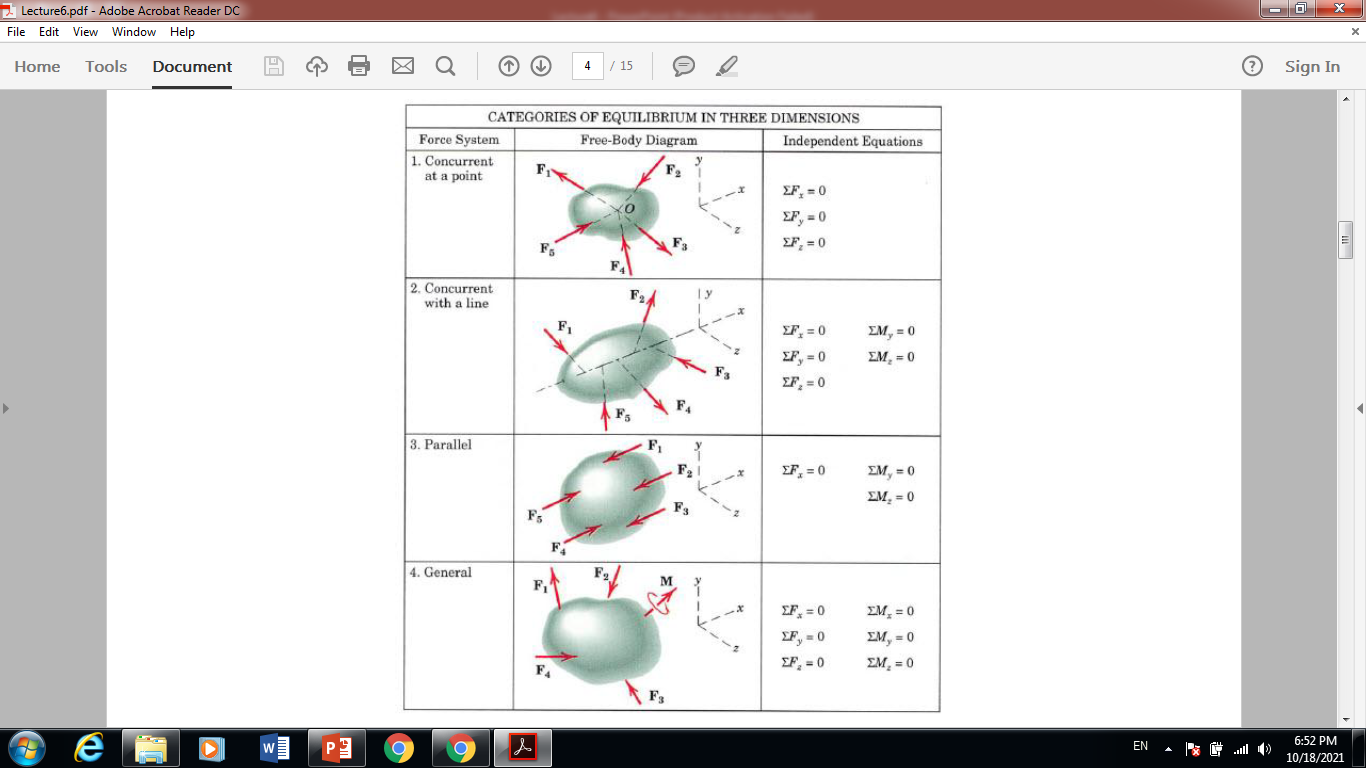 Lecture6.pdf - Adobe Acrobat Reader DC
File Edit View Window Help
Home Tools Document 4 / 15 Sign In
CATEGORIES OF EQUILIBRIUM IN THREE DIMENSIONS
Force System Free-Body Diagram Independent Equations
1. Concurrent
at a point
F1 F2 y
x
O
z
F5 F3
F4
ΣFx = 0
ΣFy = 0
ΣFz = 0
2. Concurrent
with a line
F2 y
x
F1
z
F3
F4
F5
ΣFx = 0 ΣMy = 0
ΣFy = 0 ΣMz = 0
ΣFz = 0
3. Parallel
F1 y
F2 x
F3 z
F5
F4
ΣFx = 0 ΣMy = 0
ΣMz = 0
4. General
F1 F2 M y
x
z
F4
F3
ΣFx = 0 ΣMx = 0
ΣFy = 0 ΣMy = 0
ΣFz = 0 ΣMz = 0
EN 6:52 PM
10/18/2021